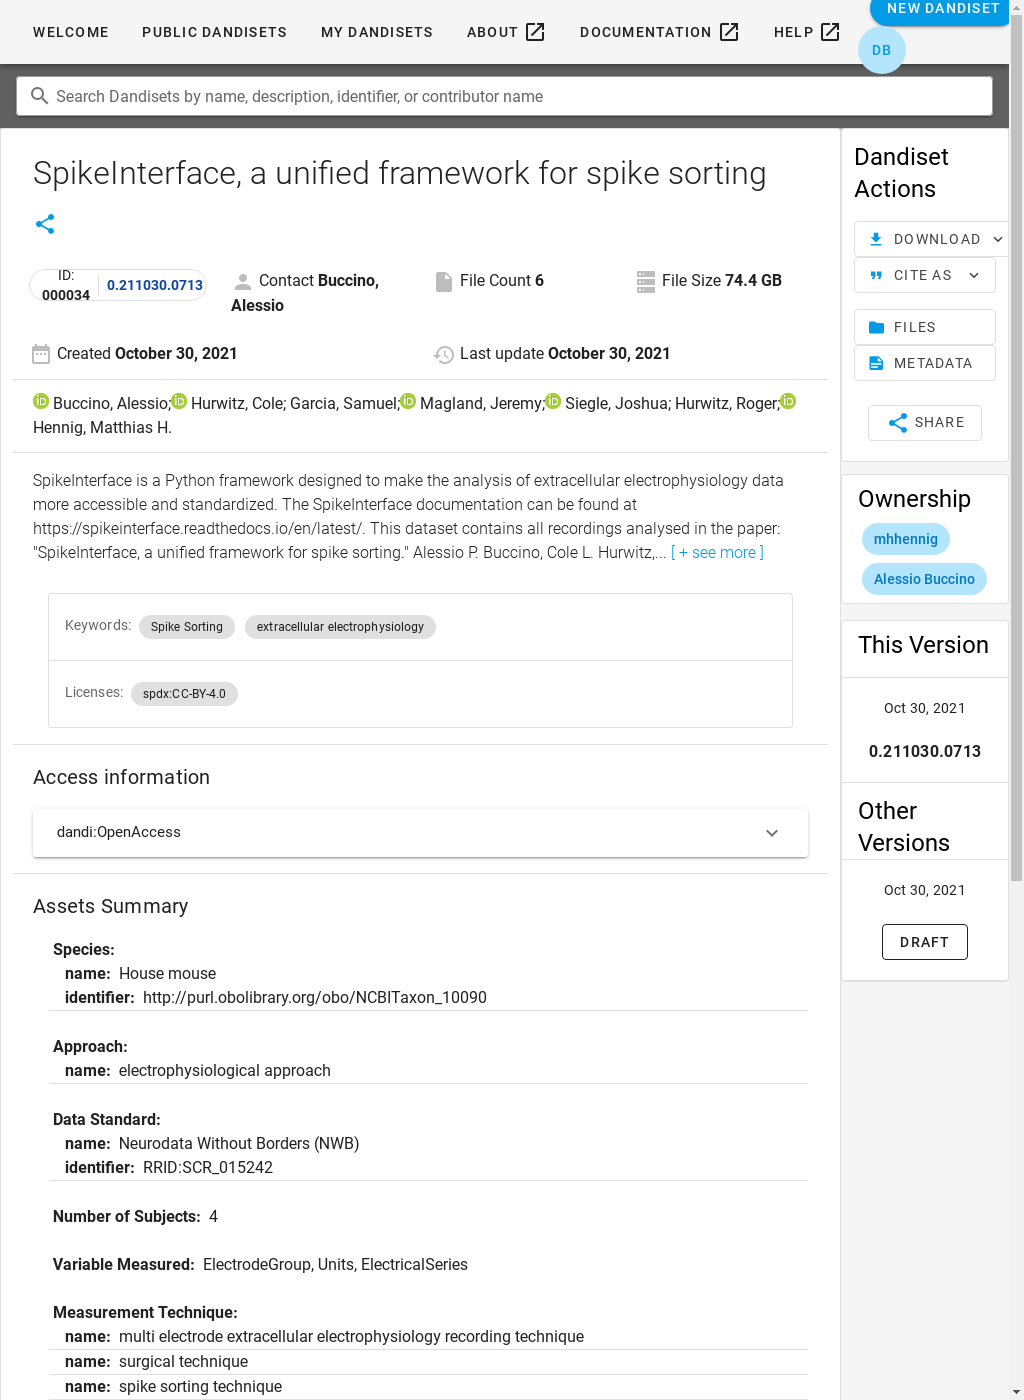 WELCOME PUBLIC DANDISETS MY DANDISETS ABOUT DOCUMENTATION HELP NEW DANDISET
DB
Search Dandisets by name, description, identifier, or contributor name
SpikeInterface, a unified framework for spike sorting
ID: 000034 0.211030.0713
Contact Buccino, Alessio
File Count 6
File Size 74.4 GB
Created October 30, 2021
Last update October 30, 2021
iD Buccino, Alessio; iD Hurwitz, Cole; Garcia, Samuel; iD Magland, Jeremy; iD Siegle, Joshua; Hurwitz, Roger; iD
Hennig, Matthias H.
SpikeInterface is a Python framework designed to make the analysis of extracellular electrophysiology data
more accessible and standardized. The SpikeInterface documentation can be found at
https://spikeinterface.readthedocs.io/en/latest/. This dataset contains all recordings analysed in the paper:
"SpikeInterface, a unified framework for spike sorting." Alessio P. Buccino, Cole L. Hurwitz,... [ + see more ]
Keywords: Spike Sorting extracellular electrophysiology
Licenses: spdx:CC-BY-4.0
Access information
dandi:OpenAccess
Assets Summary
Species:
name: House mouse
identifier: http://purl.obolibrary.org/obo/NCBITaxon_10090
Approach:
name: electrophysiological approach
Data Standard:
name: Neurodata Without Borders (NWB)
identifier: RRID:SCR_015242
Number of Subjects: 4
Variable Measured: ElectrodeGroup, Units, ElectricalSeries
Measurement Technique:
name: multi electrode extracellular electrophysiology recording technique
name: surgical technique
name: spike sorting technique
Dandiset
Actions
DOWNLOAD
CITE AS
FILES
METADATA
SHARE
Ownership
mhhennig
Alessio Buccino
This Version
Oct 30, 2021
0.211030.0713
Other
Versions
Oct 30, 2021
DRAFT